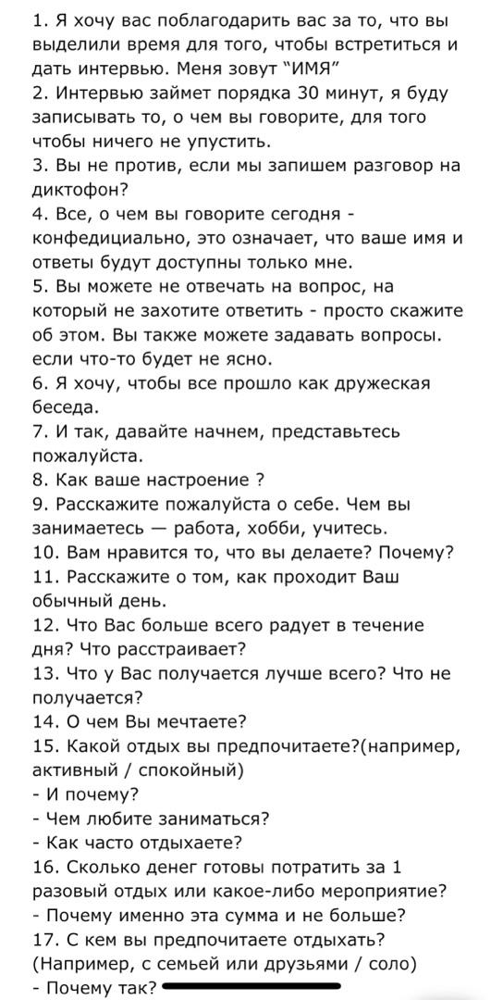 1. Я хочу вас поблагодарить вас за то, что вы
выделили время для того, чтобы встретиться и
дать интервью. Меня зовут “ИМЯ”
2. Интервью займет порядка 30 минут, я буду
записывать то, о чем вы говорите, для того
чтобы ничего не упустить.
3. Вы не против, если мы запишем разговор на
диктофон?
4. Все, о чем вы говорите сегодня -
конфедициально, это означает, что ваше имя и
ответы будут доступны только мне.
5. Вы можете не отвечать на вопрос, на
который не захотите ответить - просто скажите
об этом. Вы также можете задавать вопросы.
если что-то будет не ясно.
6. Я хочу, чтобы все прошло как дружеская
беседа.
7. И так, давайте начнем, представьтесь
пожалуйста.
8. Как ваше настроение ?
9. Расскажите пожалуйста о себе. Чем вы
занимаетесь — работа, хобби, учитесь.
10. Вам нравится то, что вы делаете? Почему?
11. Расскажите о том, как проходит Ваш
обычный день.
12. Что Вас больше всего радует в течение
дня? Что расстраивает?
13. Что у Вас получается лучше всего? Что не
получается?
14. О чем Вы мечтаете?
15. Какой отдых вы предпочитаете?(например,
активный / спокойный)
- И почему?
- Чем любите заниматься?
- Как часто отдыхаете?
16. Сколько денег готовы потратить за 1
разовый отдых или какое-либо мероприятие?
- Почему именно эта сумма и не больше?
17. С кем вы предпочитаете отдыхать?
(Например, с семьей или друзьями / соло)
- Почему так?